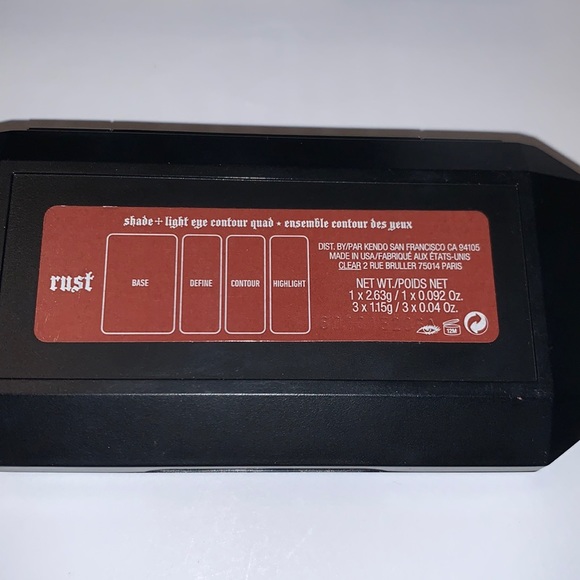 shade + light eye contour quad • ensemble contour des yeux
rust
BASE
DEFINE
CONTOUR
HIGHLIGHT
DIST. BY/PAR KENDO SAN FRANCISCO CA 94105
MADE IN USA/FABRIQUÉ AUX ÉTATS-UNIS
CLEAR 2 RUE BRULLER 75014 PARIS
NET WT./POIDS NET
1 x 2.63g / 1 x 0.092 Oz.
3 x 1.15g / 3 x 0.04 Oz.
12M